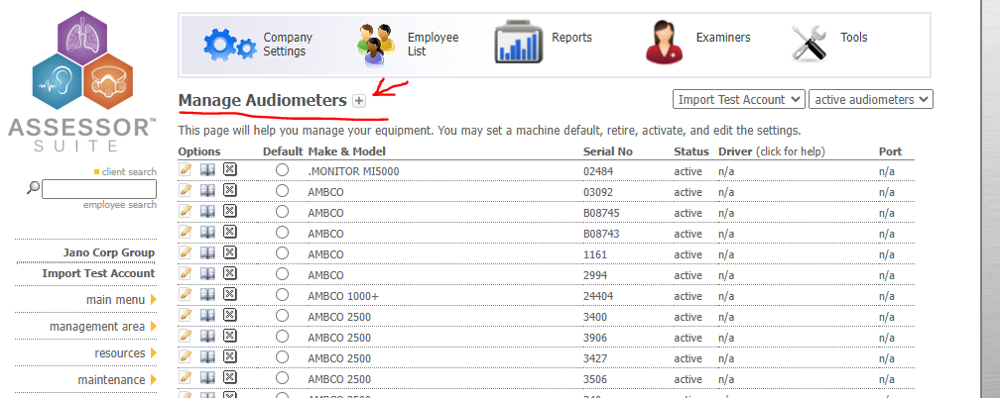 Company Settings
Employee List
Reports
Examiners
Tools
ASSESSOR™
SUITE
Manage Audiometers +
Import Test Account
active audiometers
This page will help you manage your equipment. You may set a machine default, retire, activate, and edit the settings.
client search
employee search
Jano Corp Group
Import Test Account
main menu
management area
resources
maintenance
Options Default Make & Model Serial No Status Driver (click for help) Port
.MONITOR MI5000 02484 active n/a n/a
AMBCO 03092 active n/a n/a
AMBCO B08745 active n/a n/a
AMBCO B08743 active n/a n/a
AMBCO 1161 active n/a n/a
AMBCO 2994 active n/a n/a
AMBCO 1000+ 24404 active n/a n/a
AMBCO 2500 3400 active n/a n/a
AMBCO 2500 3906 active n/a n/a
AMBCO 2500 3427 active n/a n/a
AMBCO 2500 3506 active n/a n/a